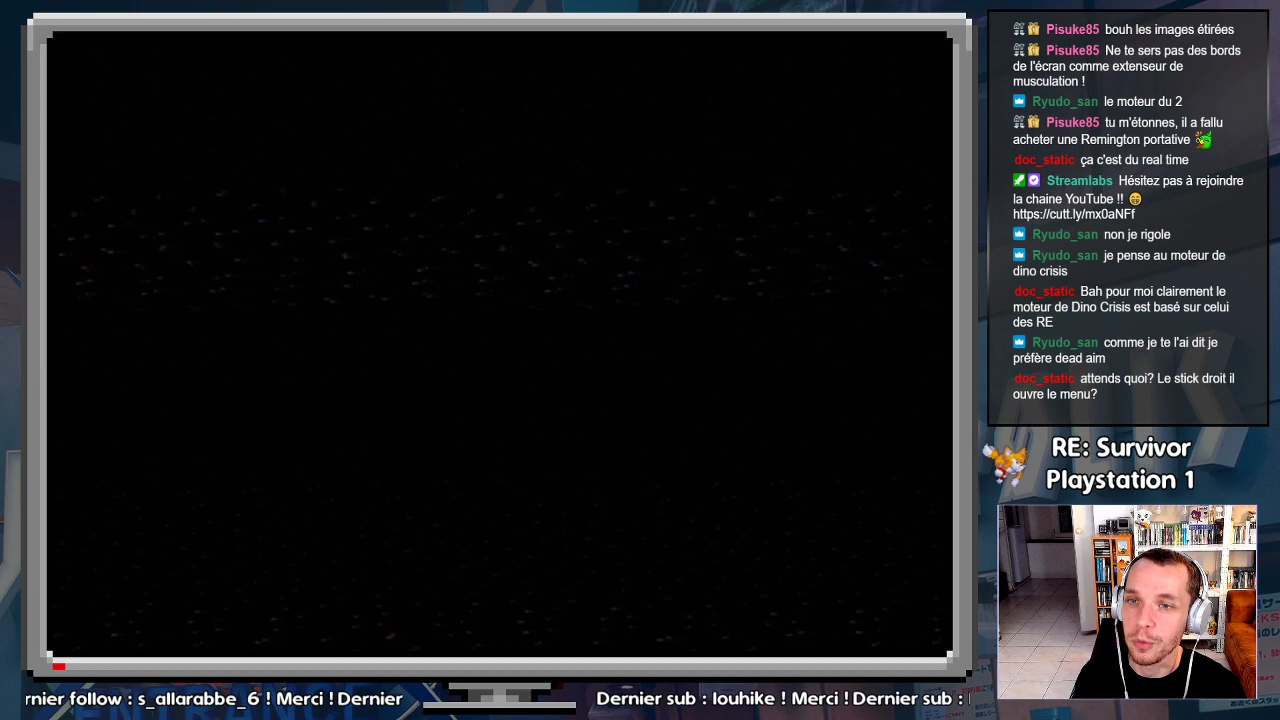 Pisuke85 bouh les images étirées
Pisuke85 Ne te sers pas des bords
de l'écran comme extenseur de
musculation !
Ryudo_san le moteur du 2
Pisuke85 tu m'étonnes, il a fallu
acheter une Remington portative
doc_static ça c'est du real time
Streamlabs Hésitez pas à rejoindre
la chaine YouTube !! 😁
https://cutt.ly/mx0aNFf
Ryudo_san non je rigole
Ryudo_san je pense au moteur de
dino crisis
doc_static Bah pour moi clairement le
moteur de Dino Crisis est basé sur celui
des RE
Ryudo_san comme je te l'ai dit je
préfère dead aim
doc_static attends quoi? Le stick droit il
ouvre le menu?
RE: Survivor
Playstation 1
rnier follow : s_allarabbe_6 ! Merci ! Dernier
Dernier sub : louhike ! Merci ! Dernier sub :